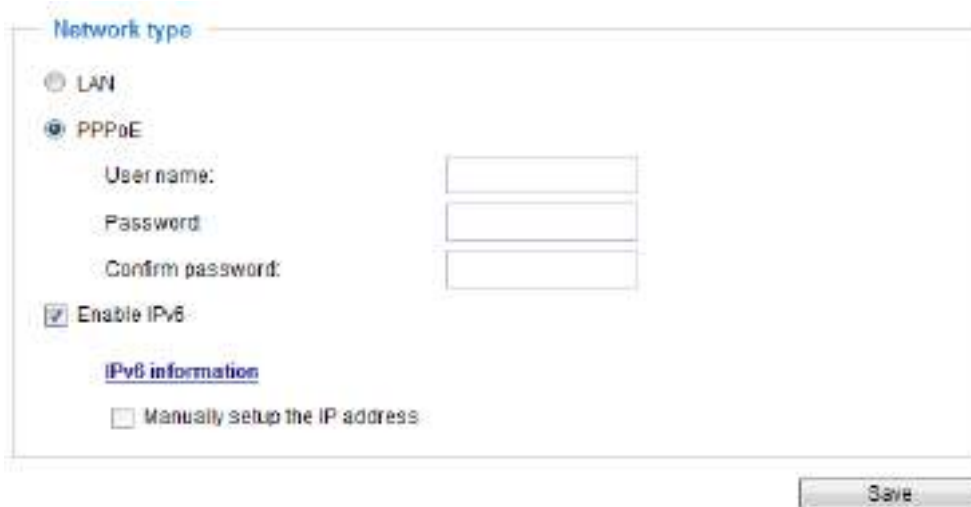 Network type
LAN
PPPoE
User name:
Password
Confirm password:
Enable IPv6
IPv6 information
Manually setup the IP address
Save